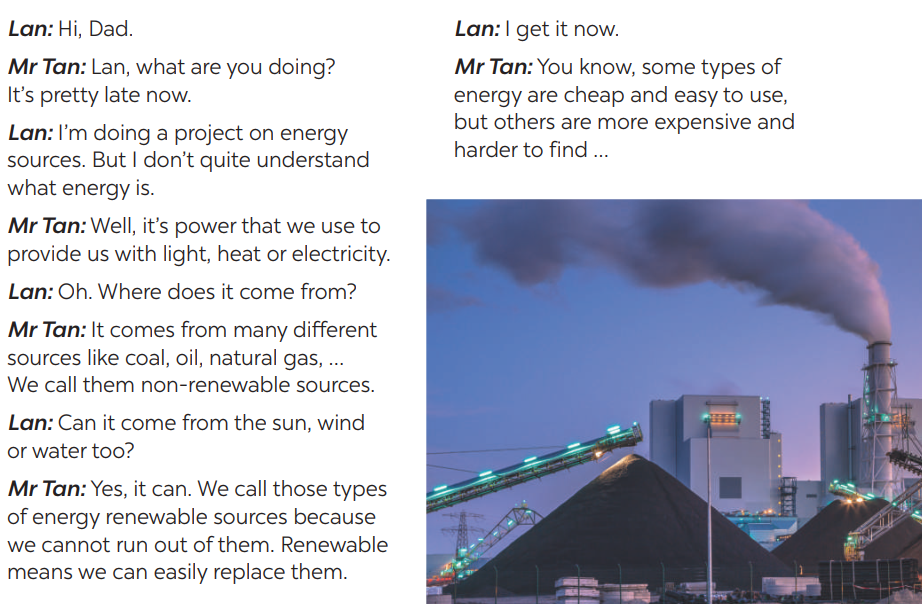 Lan: Hi, Dad.
Mr Tan: Lan, what are you doing?
It’s pretty late now.
Lan: I’m doing a project on energy
sources. But I don’t quite understand
what energy is.
Mr Tan: Well, it’s power that we use to
provide us with light, heat or electricity.
Lan: Oh. Where does it come from?
Mr Tan: It comes from many different
sources like coal, oil, natural gas, ...
We call them non-renewable sources.
Lan: Can it come from the sun, wind
or water too?
Mr Tan: Yes, it can. We call those types
of energy renewable sources because
we cannot run out of them. Renewable
means we can easily replace them.
Lan: I get it now.
Mr Tan: You know, some types of
energy are cheap and easy to use,
but others are more expensive and
harder to find ...